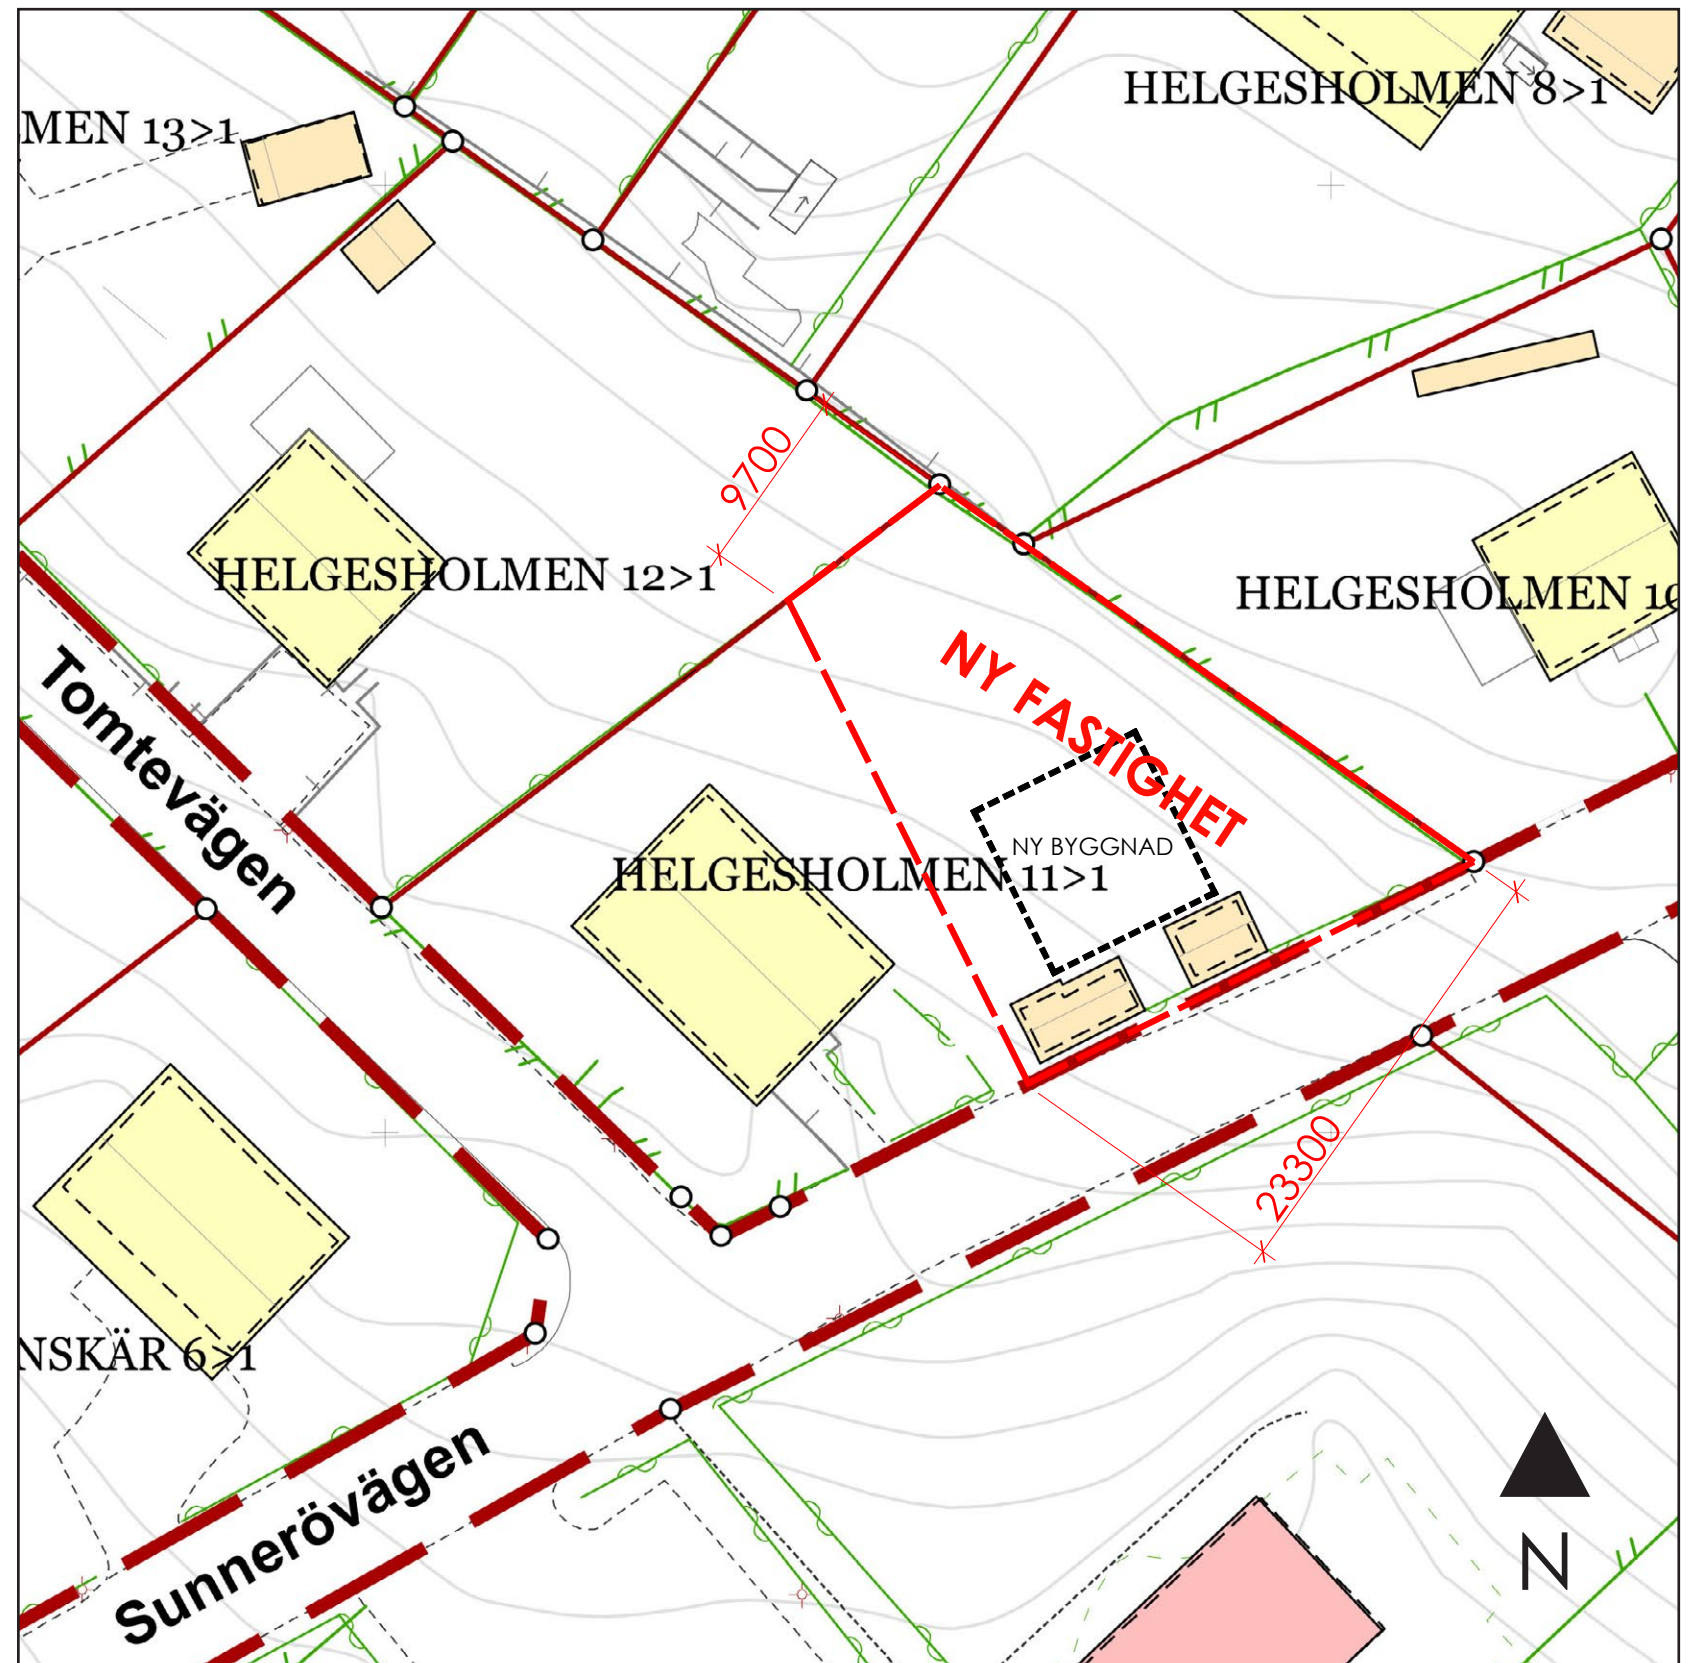 HELGESHOLMEN 8>1
MEN 13>1
9700
HELGESHOLMEN 12>1
HELGESHOLMEN 10
NY FASTIGHET
Tomtevägen
NY BYGGNAD
HELGESHOLMEN 11>1
23300
NSKÄR 6>1
Sunnerövägen
N